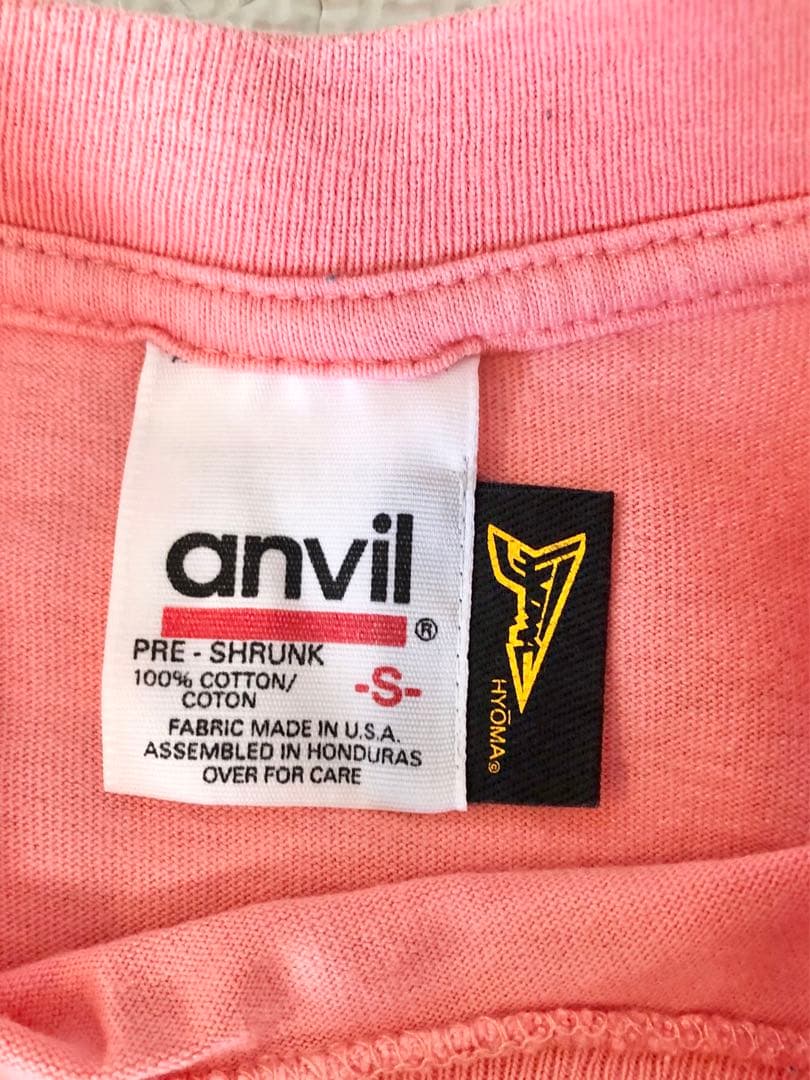 anvil®
PRE - SHRUNK
100% COTTON/
COTON
-S-
FABRIC MADE IN U.S.A.
ASSEMBLED IN HONDURAS
OVER FOR CARE
HYŌMA©